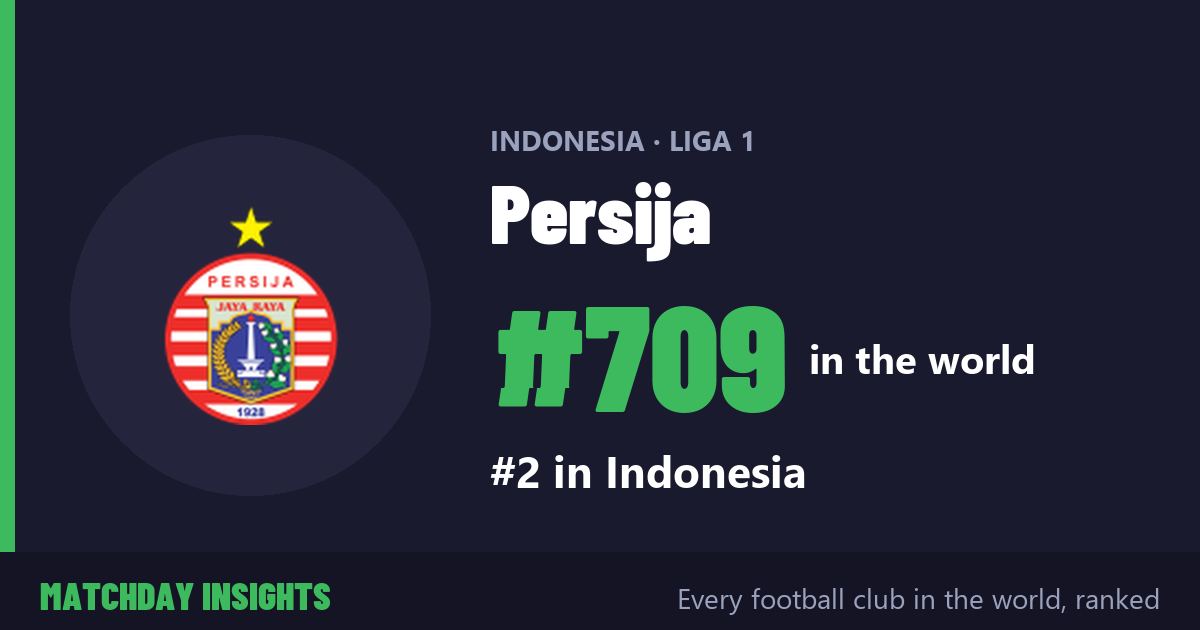 INDONESIA · LIGA 1
Persija
#709 in the world
#2 in Indonesia
PERSIJA
JAYA RAYA
1928
MATCHDAY INSIGHTS
Every football club in the world, ranked